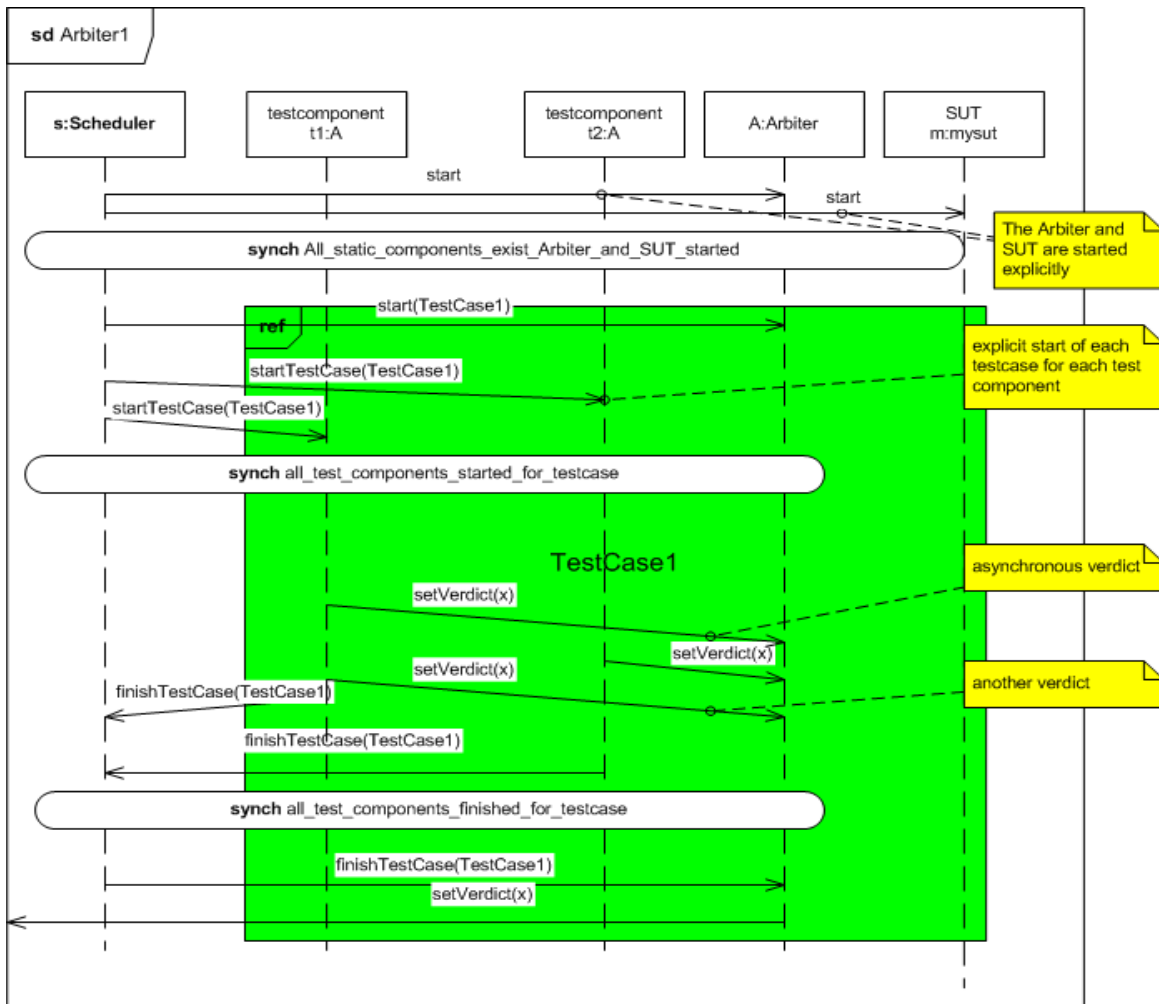 sd Arbiter1
s:Scheduler
testcomponent
t1:A
testcomponent
t2:A
A:Arbiter
SUT
m:mysut
start
start
The Arbiter and
SUT are started
explicitly
synch All_static_components_exist_Arbiter_and_SUT_started
start(TestCase1)
ref
explicit start of each
testcase for each test
component
startTestCase(TestCase1)
startTestCase(TestCase1)
synch all_test_components_started_for_testcase
TestCase1
asynchronous verdict
setVerdict(x)
setVerdict(x)
setVerdict(x)
another verdict
finishTestCase(TestCase1)
finishTestCase(TestCase1)
synch all_test_components_finished_for_testcase
finishTestCase(TestCase1)
setVerdict(x)